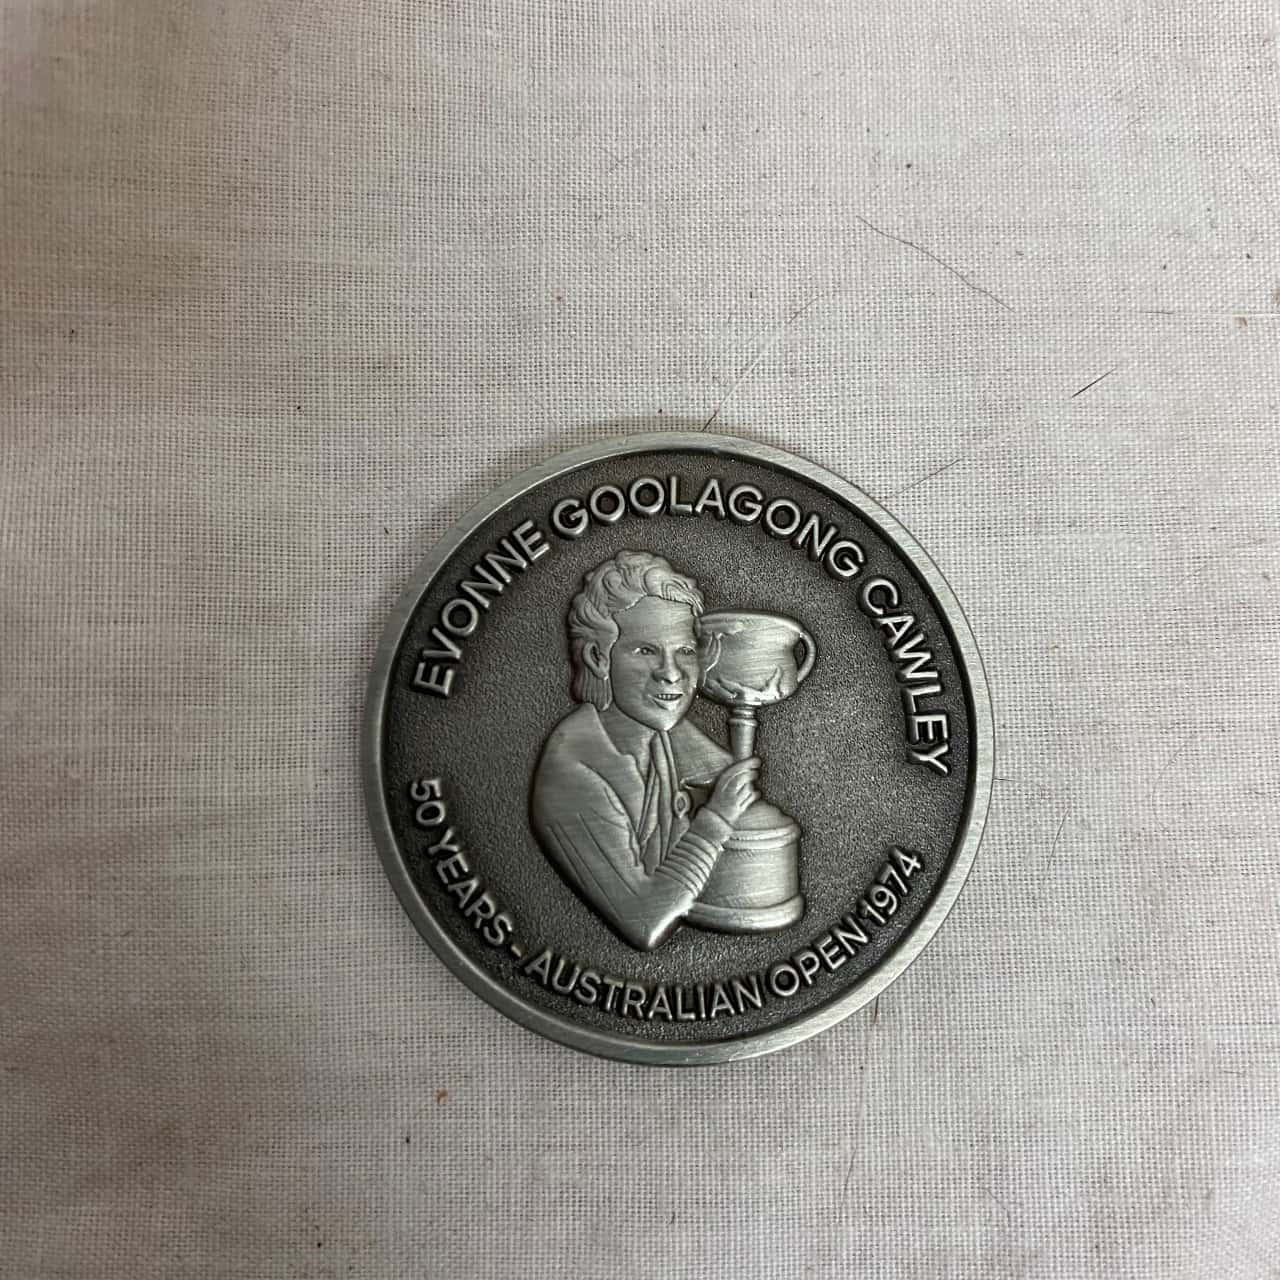 EVONNE GOOLAGONG CAWLEY
50 YEARS - AUSTRALIAN OPEN 1974